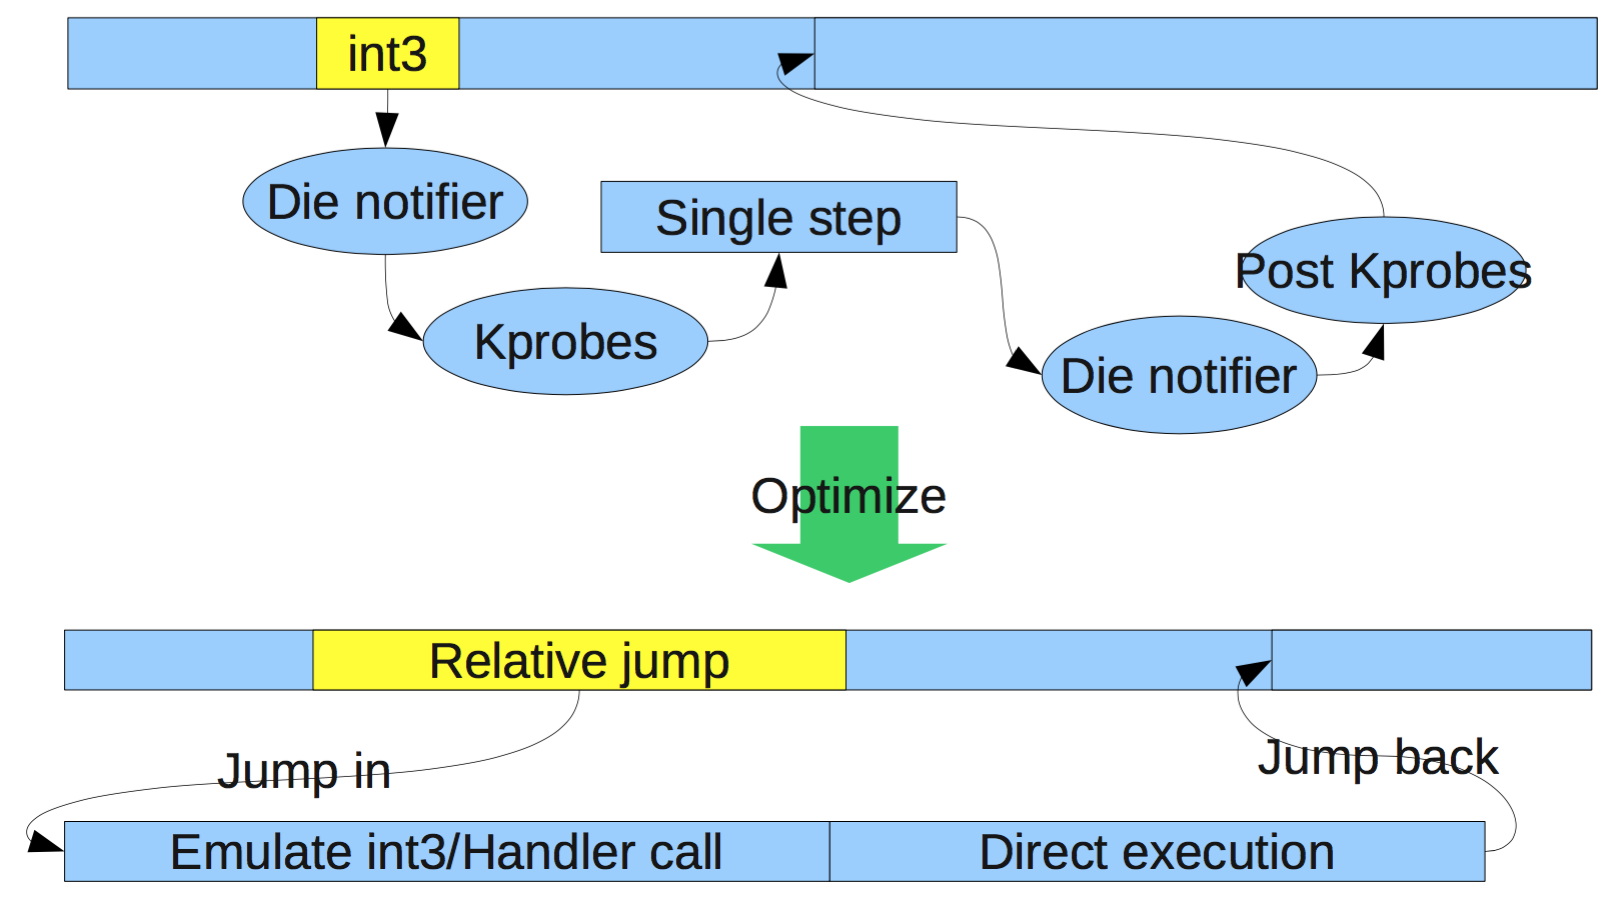 int3
Die notifier
Single step
Post Kprobes
Kprobes
Die notifier
Optimize
Relative jump
Jump in
Jump back
Emulate int3/Handler call
Direct execution